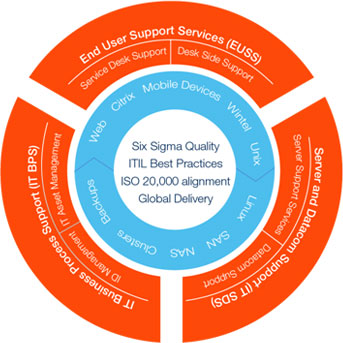 End User Support Services (EUSS)
Service Desk Support
Desk Side Support
Server and Datacom Support (IT SDS)
Server Support Services
Datacom Support
IT Business Process Support (IT BPS)
IT Asset Management
ID Management
Web
Citrix
Mobile Devices
Wintel
Unix
Linux
SAN
NAS
Clusters
Backups
Six Sigma Quality
ITIL Best Practices
ISO 20,000 alignment
Global Delivery